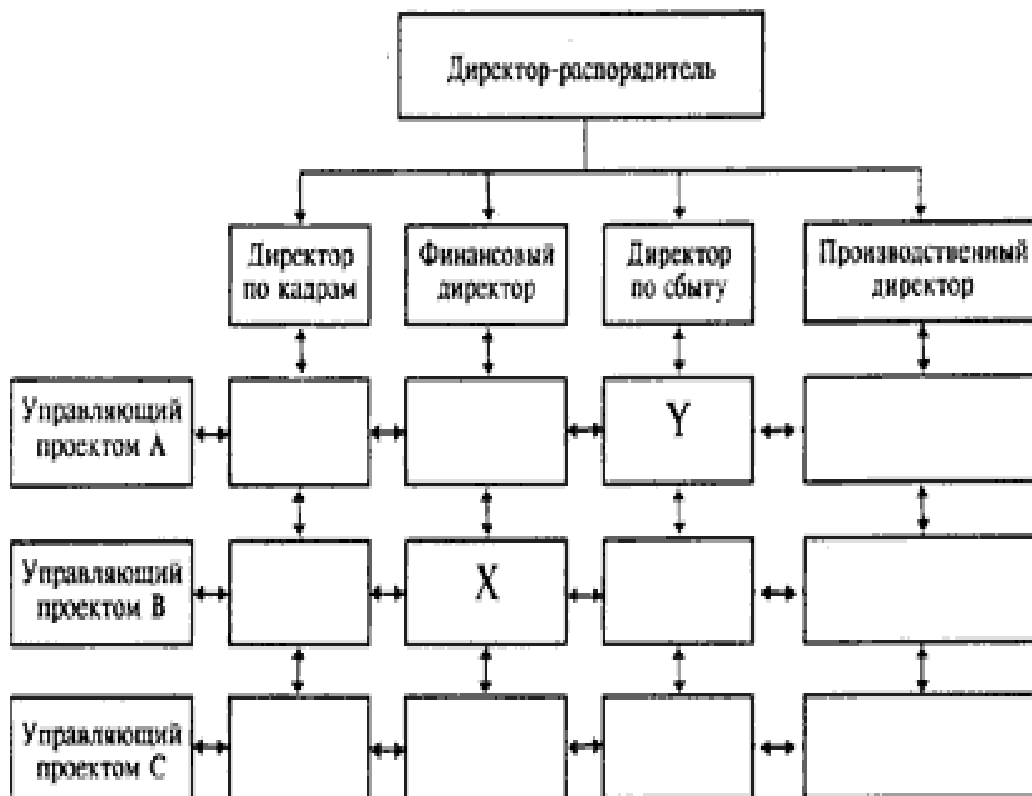 Директор-распорядитель
Директор
по кадрам
Финансовый
директор
Директор
по сбыту
Производственный
директор
Управляющий
проектом A
Y
Управляющий
проектом B
X
Управляющий
проектом C